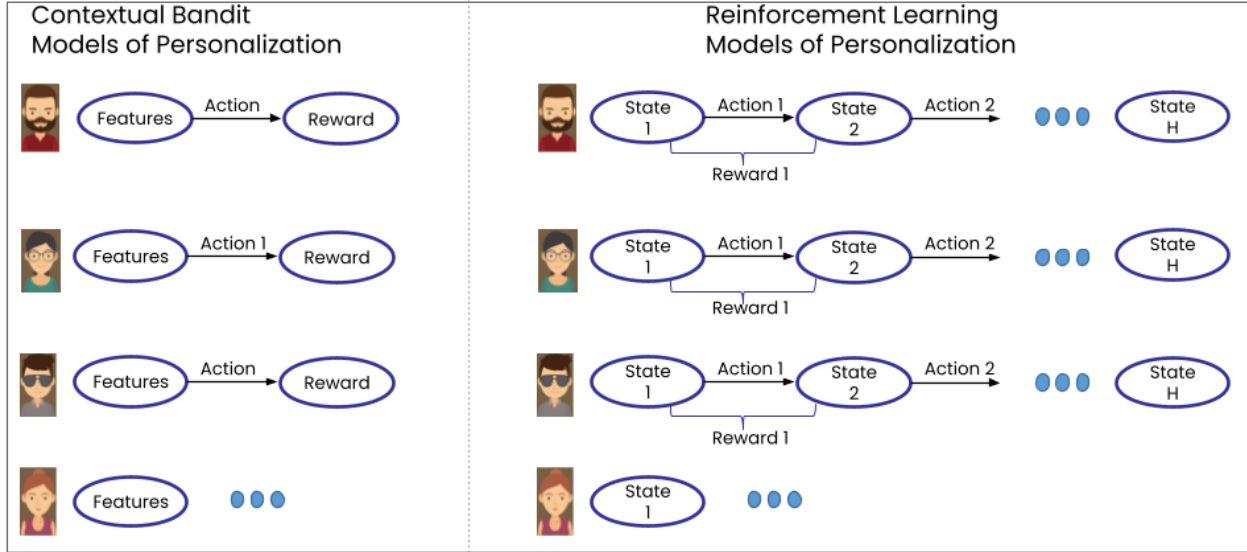 Contextual Bandit
Models of Personalization
Features
Action
Reward
Features
Action 1
Reward
Features
Action
Reward
Features
Reinforcement Learning
Models of Personalization
State
1
Action 1
State
2
Action 2
State
H
Reward 1
State
1
Action 1
State
2
Action 2
State
H
Reward 1
State
1
Action 1
State
2
Action 2
State
H
Reward 1
State
1